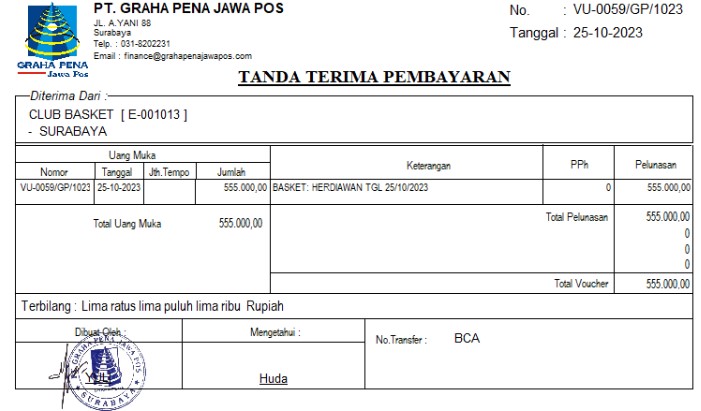 PT. GRAHA PENA JAWA POS
JL. A.YANI 88
Surabaya
Telp. : 031-8202231
Email : finance@grahapenajawapos.com
GRAHA PENA
Jawa Pos
No. : VU-0059/GP/1023
Tanggal : 25-10-2023
TANDA TERIMA PEMBAYARAN
Diterima Dari :
CLUB BASKET [ E-001013 ]
- SURABAYA
Uang Muka Keterangan PPh Pelunasan
Nomor Tanggal Jth.Tempo Jumlah
VU-0059/GP/1023 25-10-2023 555.000,00 BASKET: HERDIAWAN TGL 25/10/2023 0 555.000,00
Total Uang Muka 555.000,00 Total Pelunasan 555.000,00
0
0
0
Total Voucher 555.000,00
Terbilang : Lima ratus lima puluh lima ribu Rupiah
Dibuat Oleh : Mengetahui : No.Transfer : BCA
GRAHA PENA JAWA POS
SURABAYA
Huda